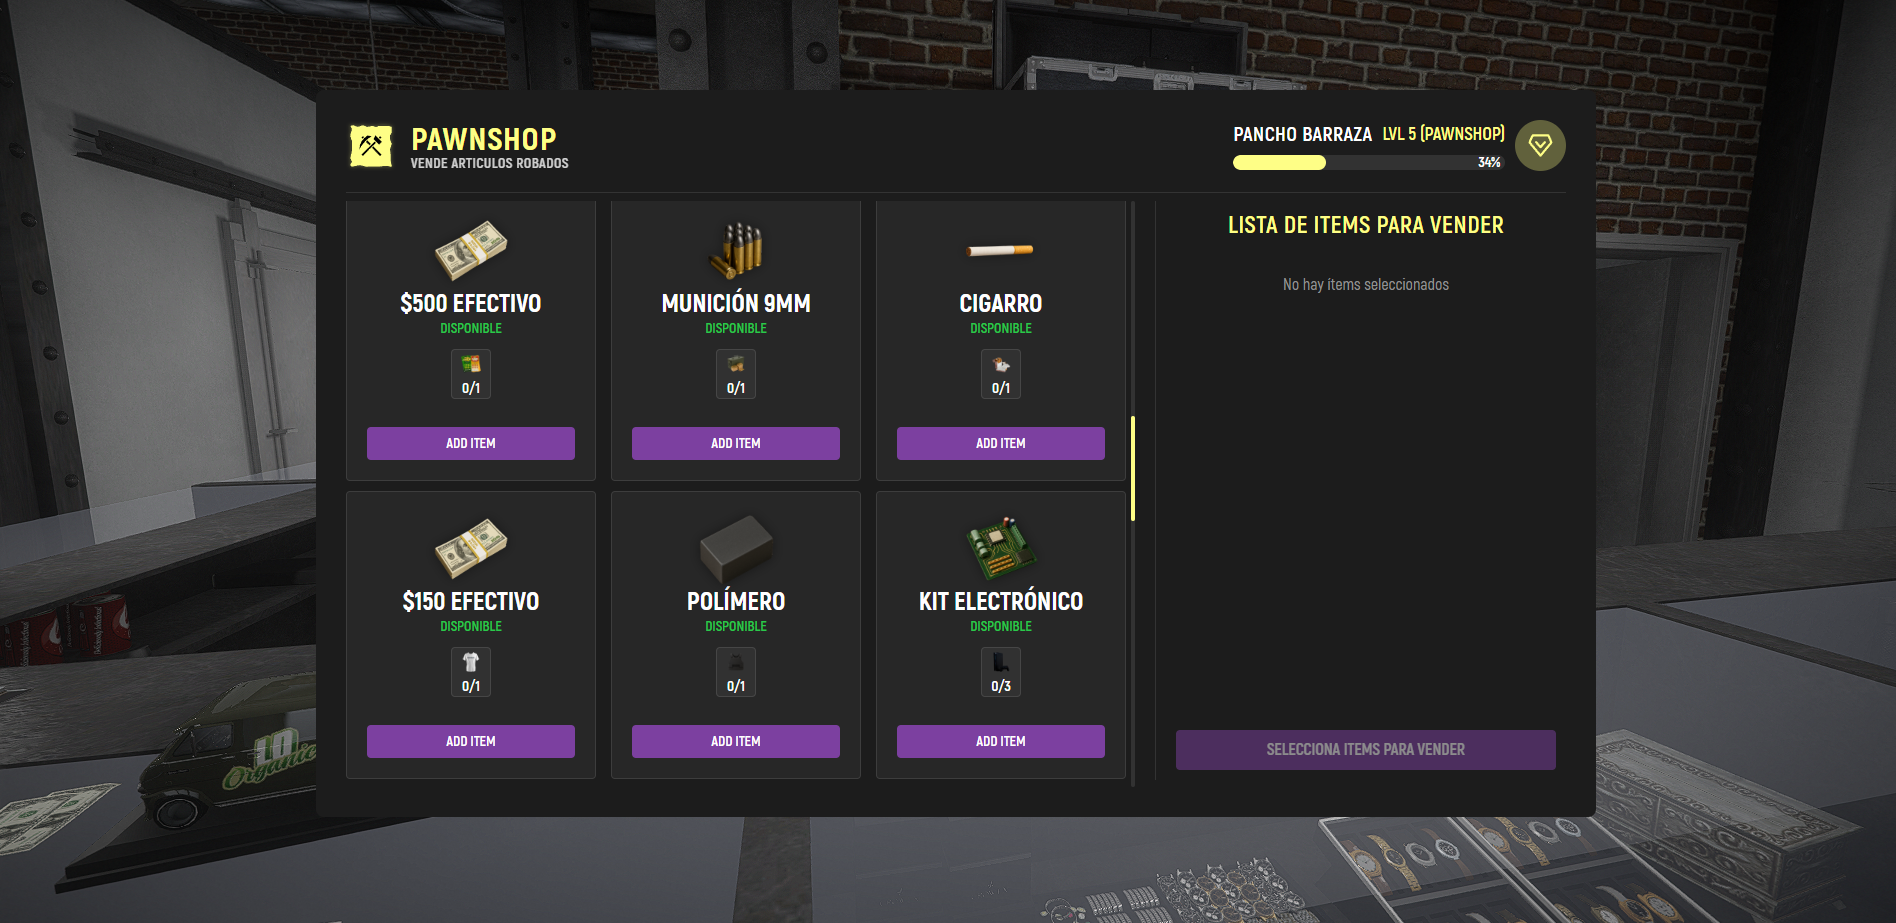 PAWNSHOP
VENDE ARTICULOS ROBADOS
PANCHO BARRAZA LVL 5 (PAWNSHOP)
34%
$500 EFECTIVO
DISPONIBLE
0/1
ADD ITEM
MUNICIÓN 9MM
DISPONIBLE
0/1
ADD ITEM
CIGARRO
DISPONIBLE
0/1
ADD ITEM
$150 EFECTIVO
DISPONIBLE
0/1
ADD ITEM
POLÍMERO
DISPONIBLE
0/1
ADD ITEM
KIT ELECTRÓNICO
DISPONIBLE
0/3
ADD ITEM
LISTA DE ITEMS PARA VENDER
No hay ítems seleccionados
SELECCIONA ITEMS PARA VENDER
10
Organic